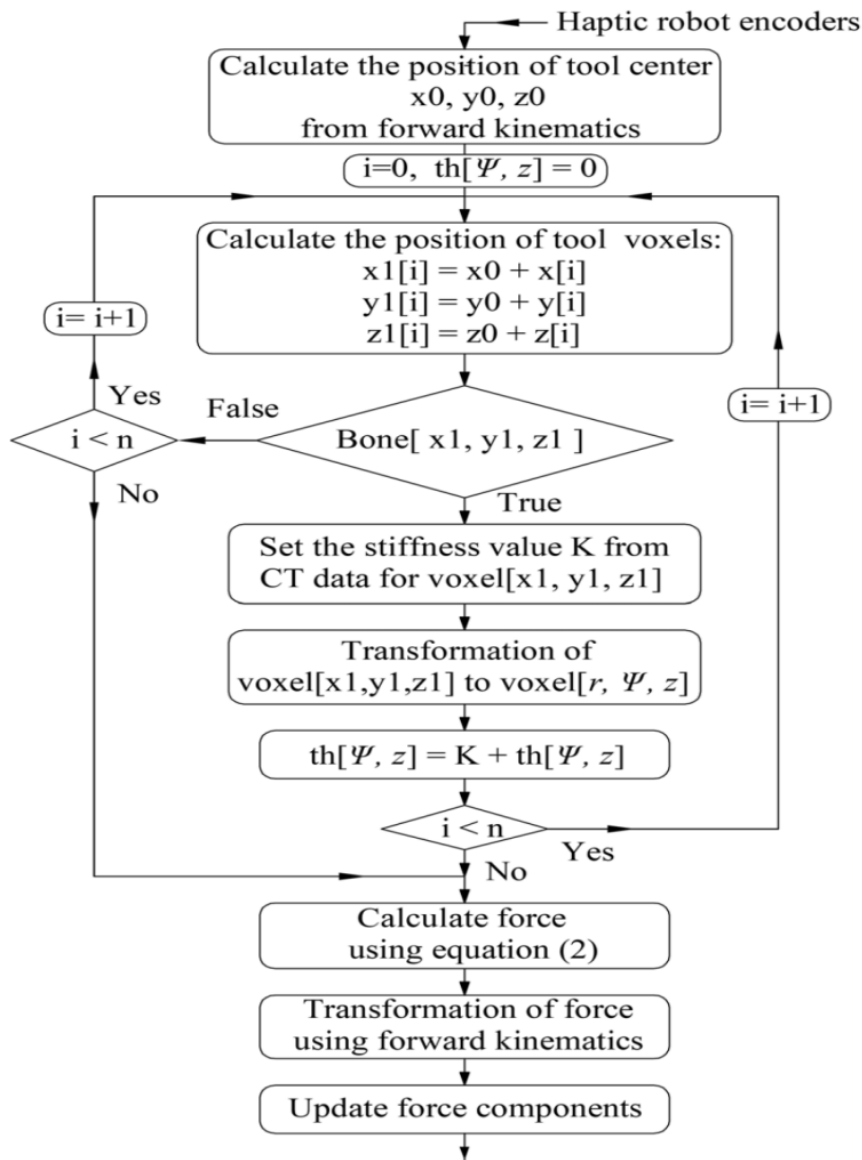 Haptic robot encoders
Calculate the position of tool center
x0, y0, z0
from forward kinematics
i=0, th[Ψ, z] = 0
Calculate the position of tool voxels:
x1[i] = x0 + x[i]
y1[i] = y0 + y[i]
z1[i] = z0 + z[i]
i= i+1
i= i+1
Yes
False
i < n
Bone[ x1, y1, z1 ]
No
True
Set the stiffness value K from
CT data for voxel[x1, y1, z1]
Transformation of
voxel[x1,y1,z1] to voxel[r, Ψ, z]
th[Ψ, z] = K + th[Ψ, z]
i < n
Yes
No
Calculate force
using equation (2)
Transformation of force
using forward kinematics
Update force components